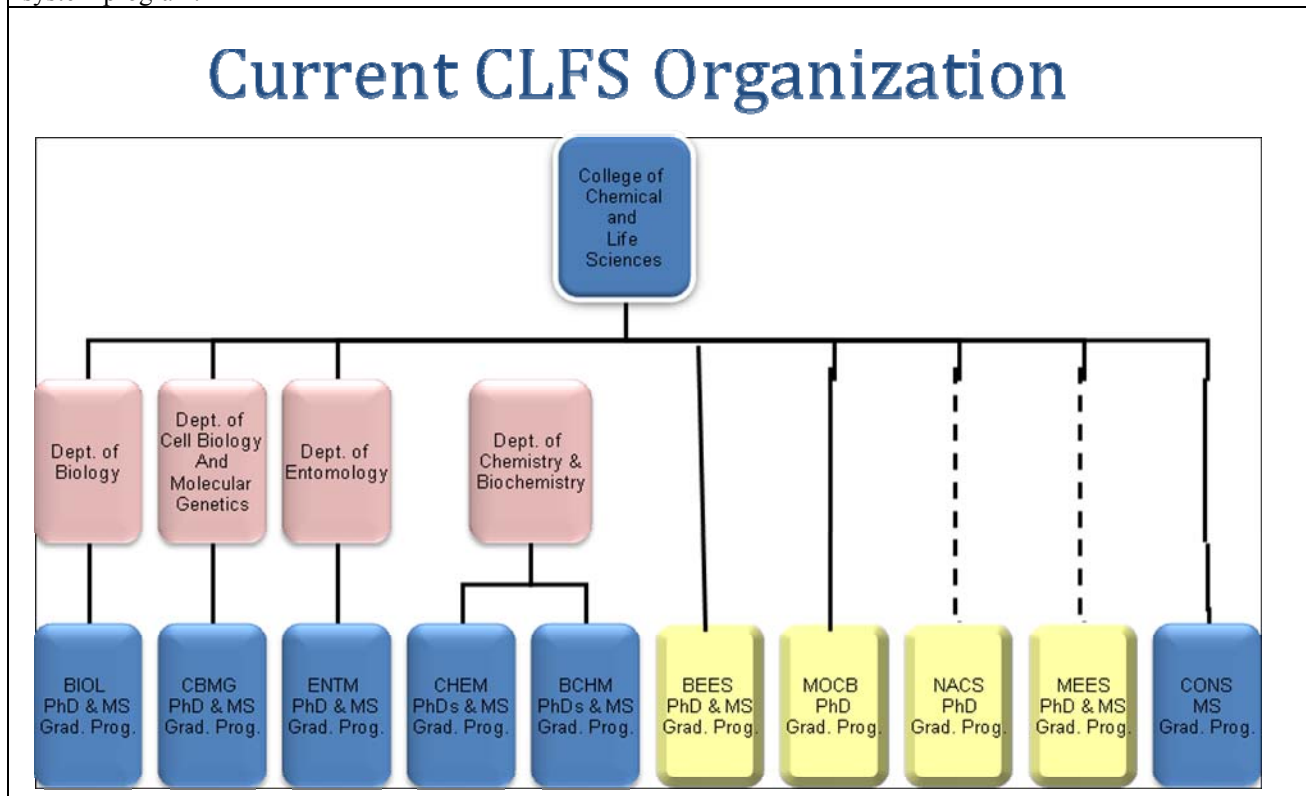 Current CLFS Organization
College of
Chemical
and
Life
Sciences
Dept. of
Biology
Dept. of
Cell Biology
And
Molecular
Genetics
Dept. of
Entomology
Dept. of
Chemistry &
Biochemistry
BIOL
PhD & MS
Grad. Prog.
CBMG
PhD & MS
Grad. Prog.
ENTM
PhD & MS
Grad. Prog.
CHEM
PhDs & MS
Grad. Prog.
BCHM
PhDs & MS
Grad. Prog.
BEES
PhD & MS
Grad. Prog.
MOCB
PhD
Grad. Prog.
NACS
PhD
Grad. Prog.
MEES
PhD & MS
Grad. Prog.
CONS
MS
Grad. Prog.